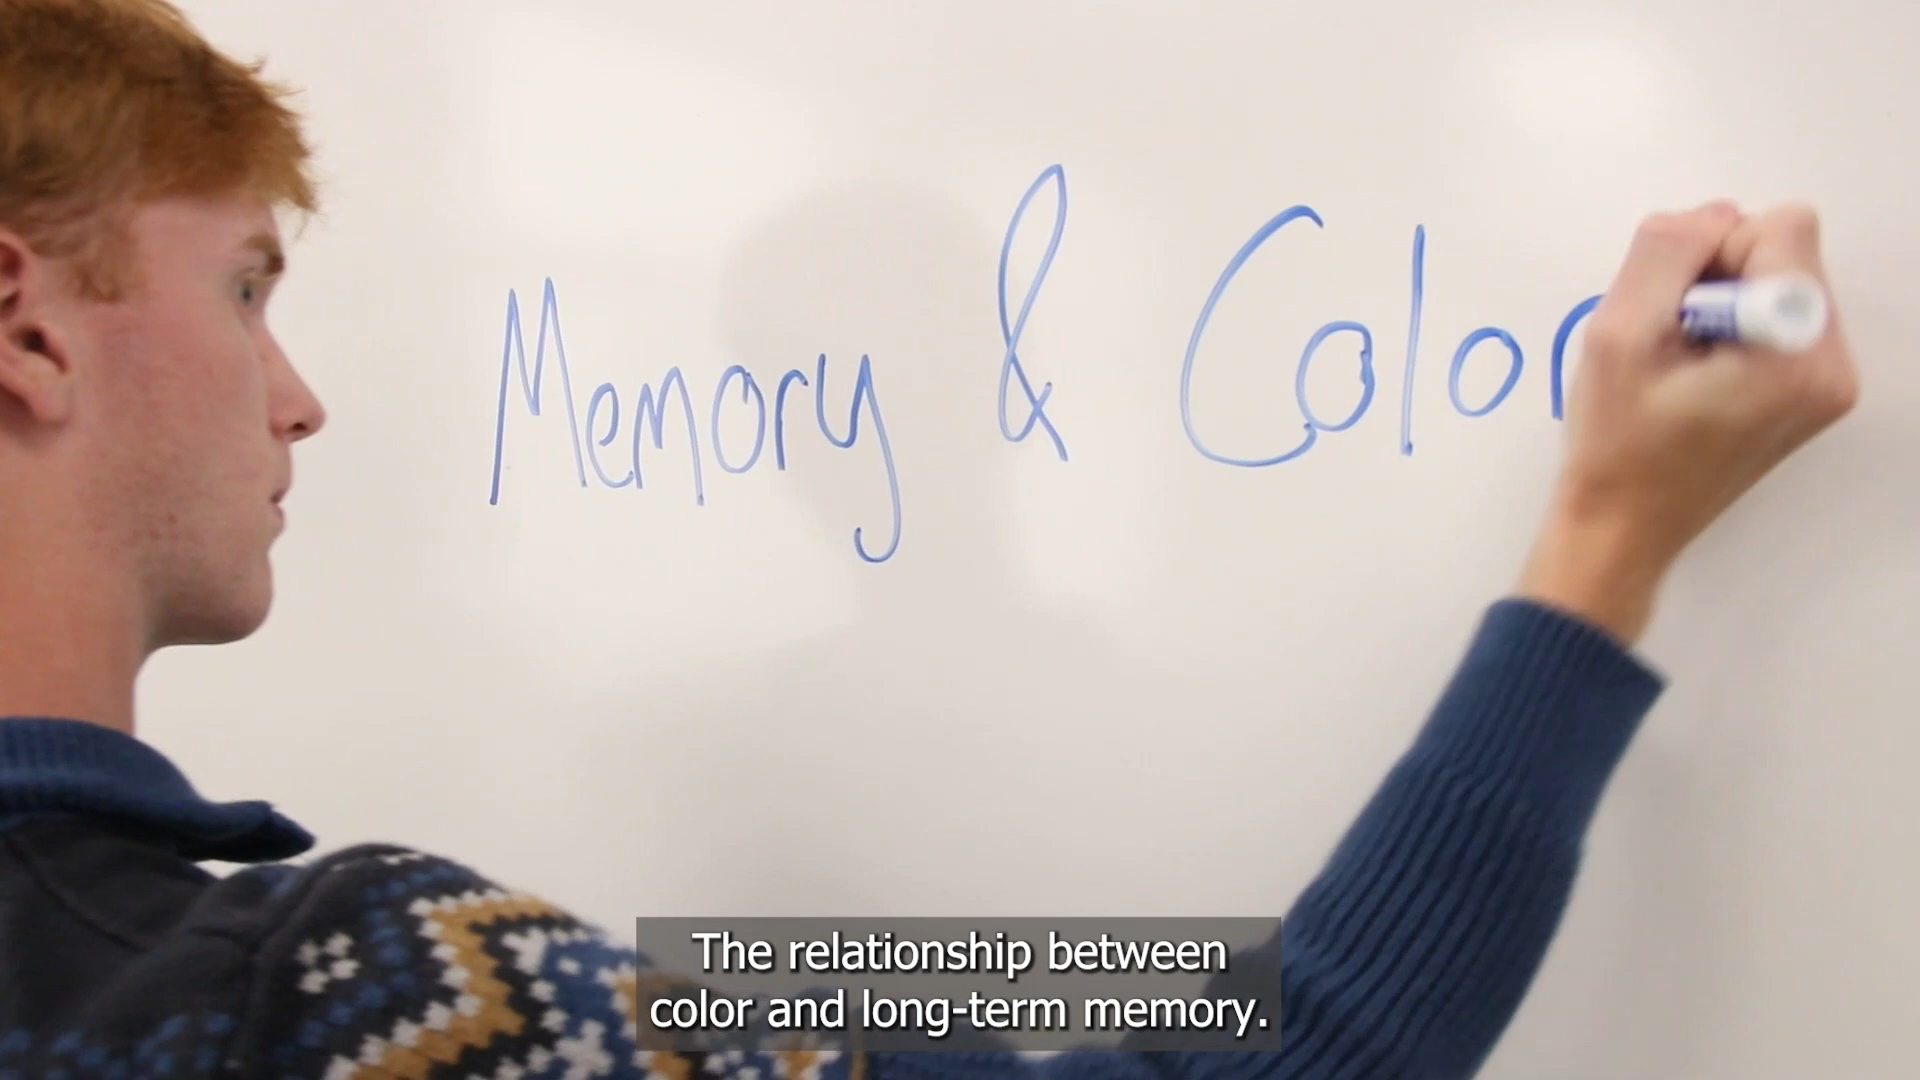 Memory & Color
The relationship between
color and long-term memory.